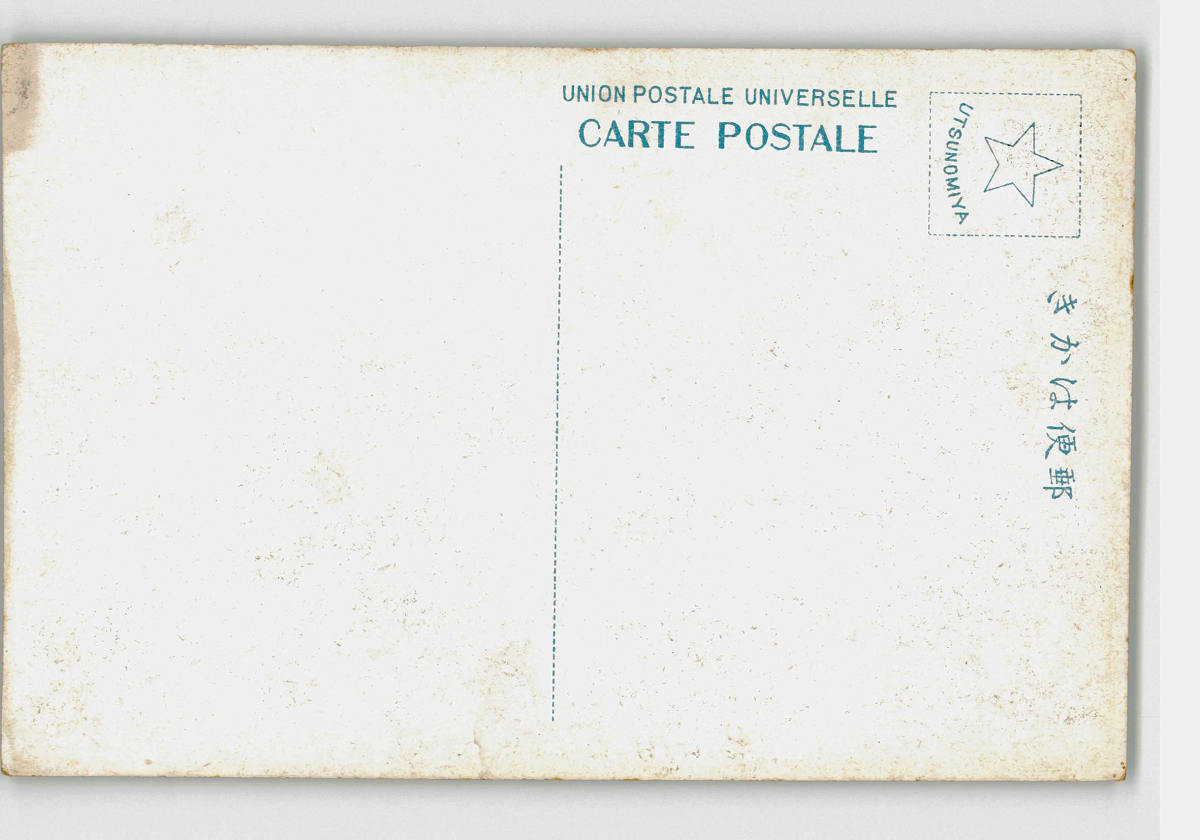 UNION POSTALE UNIVERSELLE
CARTE POSTALE
UTSUNOMIYA
郵便はかき